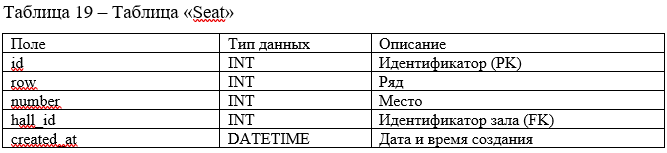 Таблица 19 – Таблица «Seat»
Поле Тип данных Описание
id INT Идентификатор (PK)
row INT Ряд
number INT Место
hall_id INT Идентификатор зала (FK)
created_at DATETIME Дата и время создания